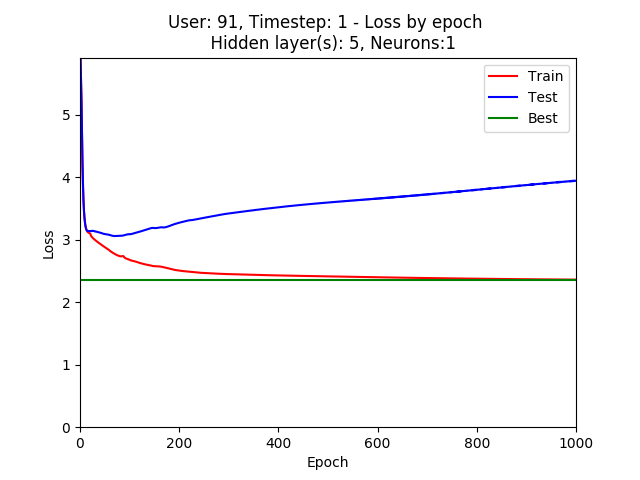 User: 91, Timestep: 1 - Loss by epoch
Hidden layer(s): 5, Neurons:1
Train
Test
Best
5
4
3
2
1
0
Loss
0 200 400 600 800 1000
Epoch